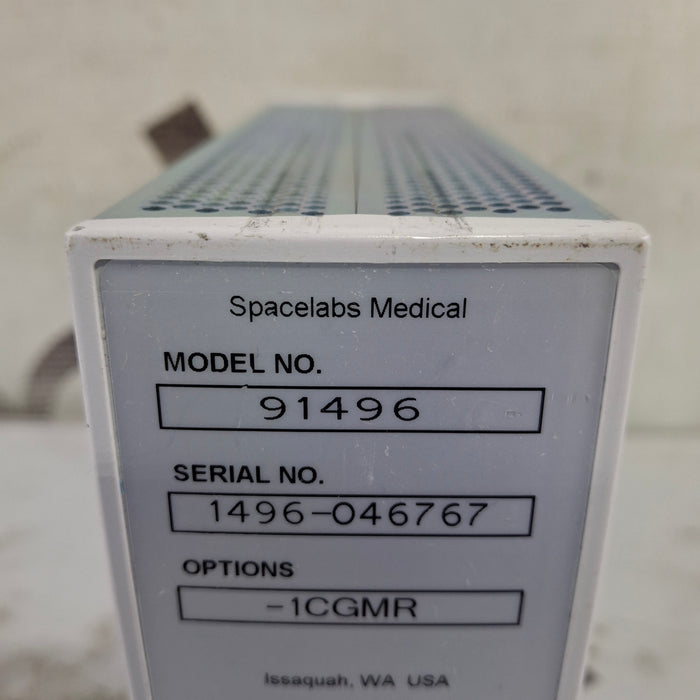 Spacelabs Medical
MODEL NO.
91496
SERIAL NO.
1496-046767
OPTIONS
-1CGMR
Issaquah, WA USA